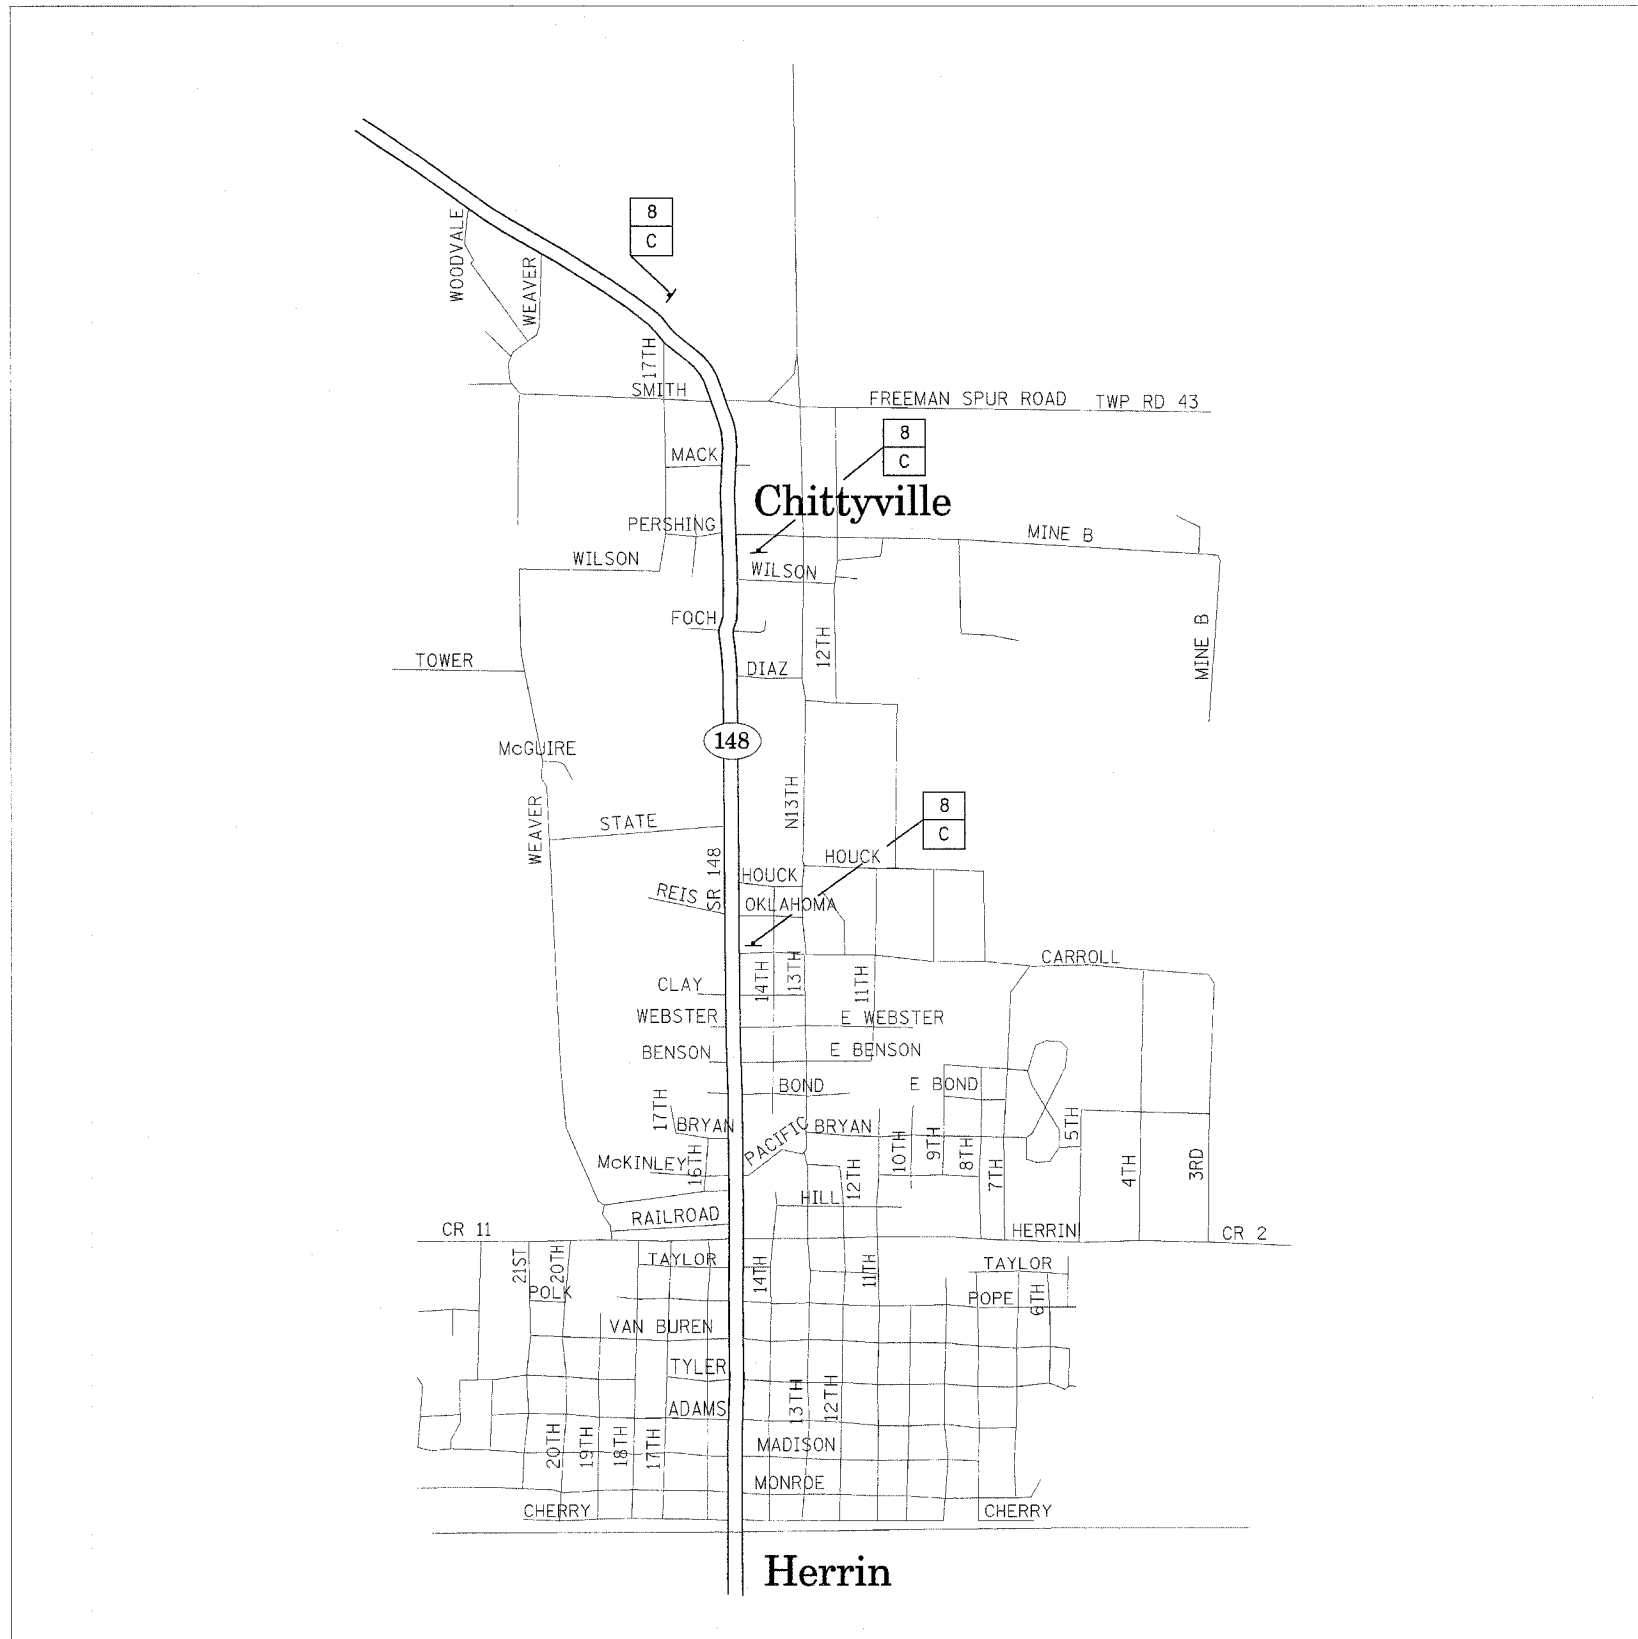 8
C
WOODVALE
WEAVER
17TH
SMITH
FREEMAN SPUR ROAD TWP RD 43
8
C
MACK
Chittyville
PERSHING
MINE B
WILSON
WILSON
FOCH
12TH
MINE B
TOWER
DIAZ
148
McGUIRE
N13TH
8
C
WEAVER
STATE
SR 148
HOUCK
HOUCK
REIS
OKLAHOMA
CARROLL
14TH
13TH
11TH
CLAY
WEBSTER
E WEBSTER
BENSON
E BENSON
BOND
E BOND
17TH
BRYAN
PACIFIC
BRYAN
5TH
10TH
9TH
8TH
7TH
4TH
3RD
McKINLEY
16TH
12TH
HILL
RAILROAD
CR 11
HERRIN
CR 2
21ST
20TH
TAYLOR
14TH
11TH
TAYLOR
POLK
POPE
6TH
VAN BUREN
TYLER
ADAMS
13TH
12TH
20TH
19TH
18TH
17TH
MADISON
MONROE
CHERRY
CHERRY
Herrin